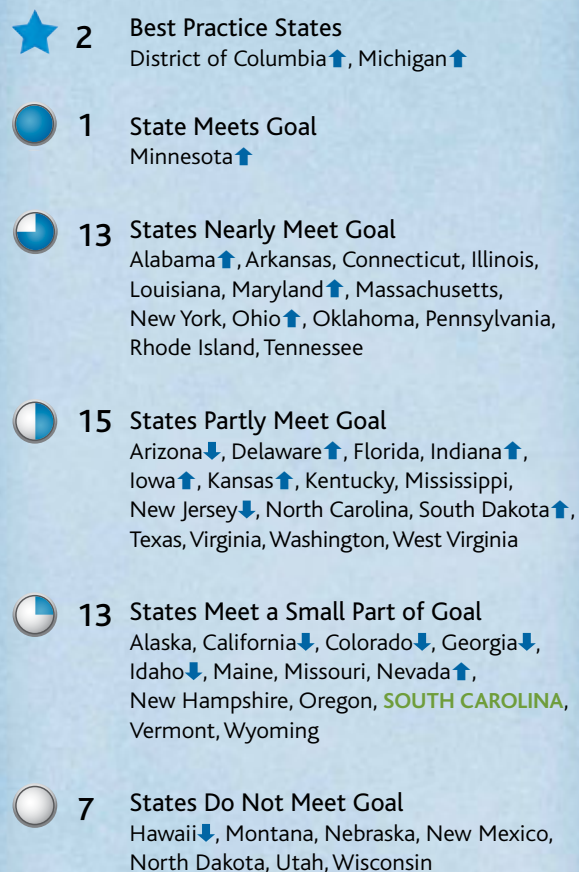 2 Best Practice States
District of Columbia⬆, Michigan⬆
1 State Meets Goal
Minnesota⬆
13 States Nearly Meet Goal
Alabama⬆, Arkansas, Connecticut, Illinois,
Louisiana, Maryland⬆, Massachusetts,
New York, Ohio⬆, Oklahoma, Pennsylvania,
Rhode Island, Tennessee
15 States Partly Meet Goal
Arizona⬇, Delaware⬆, Florida, Indiana⬆,
Iowa⬆, Kansas⬆, Kentucky, Mississippi,
New Jersey⬇, North Carolina, South Dakota⬆,
Texas, Virginia, Washington, West Virginia
13 States Meet a Small Part of Goal
Alaska, California⬇, Colorado⬇, Georgia⬇,
Idaho⬇, Maine, Missouri, Nevada⬆,
New Hampshire, Oregon, SOUTH CAROLINA,
Vermont, Wyoming
7 States Do Not Meet Goal
Hawaii⬇, Montana, Nebraska, New Mexico,
North Dakota, Utah, Wisconsin